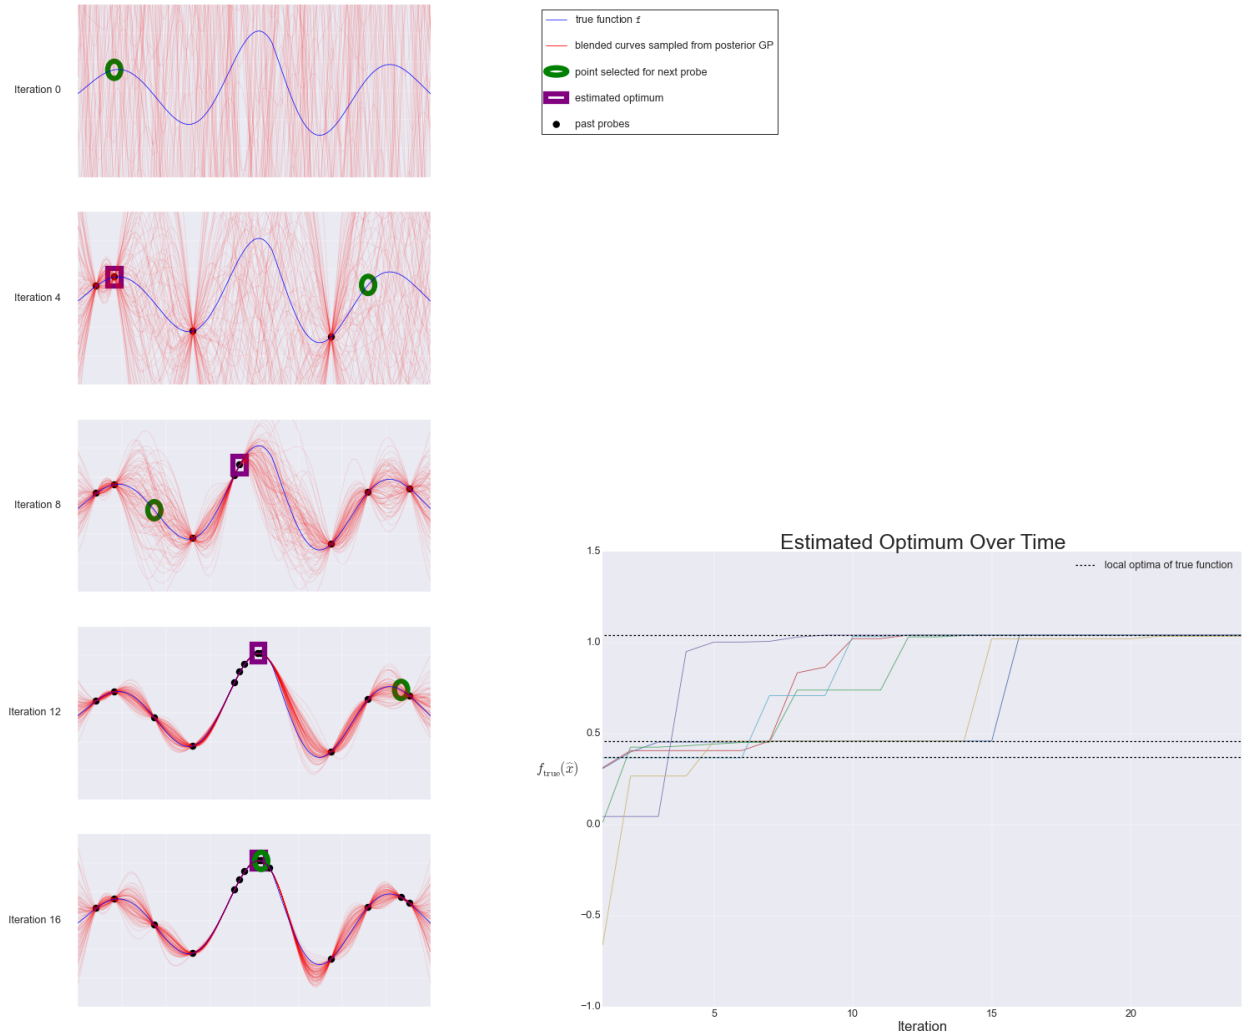 Iteration 0
Iteration 4
Iteration 8
Iteration 12
Iteration 16
true function f
blended curves sampled from posterior GP
point selected for next probe
estimated optimum
past probes
Estimated Optimum Over Time
local optima of true function
1.5
1.0
0.5
0.0
−0.5
−1.0
f_true(x̂)
5
10
15
20
Iteration